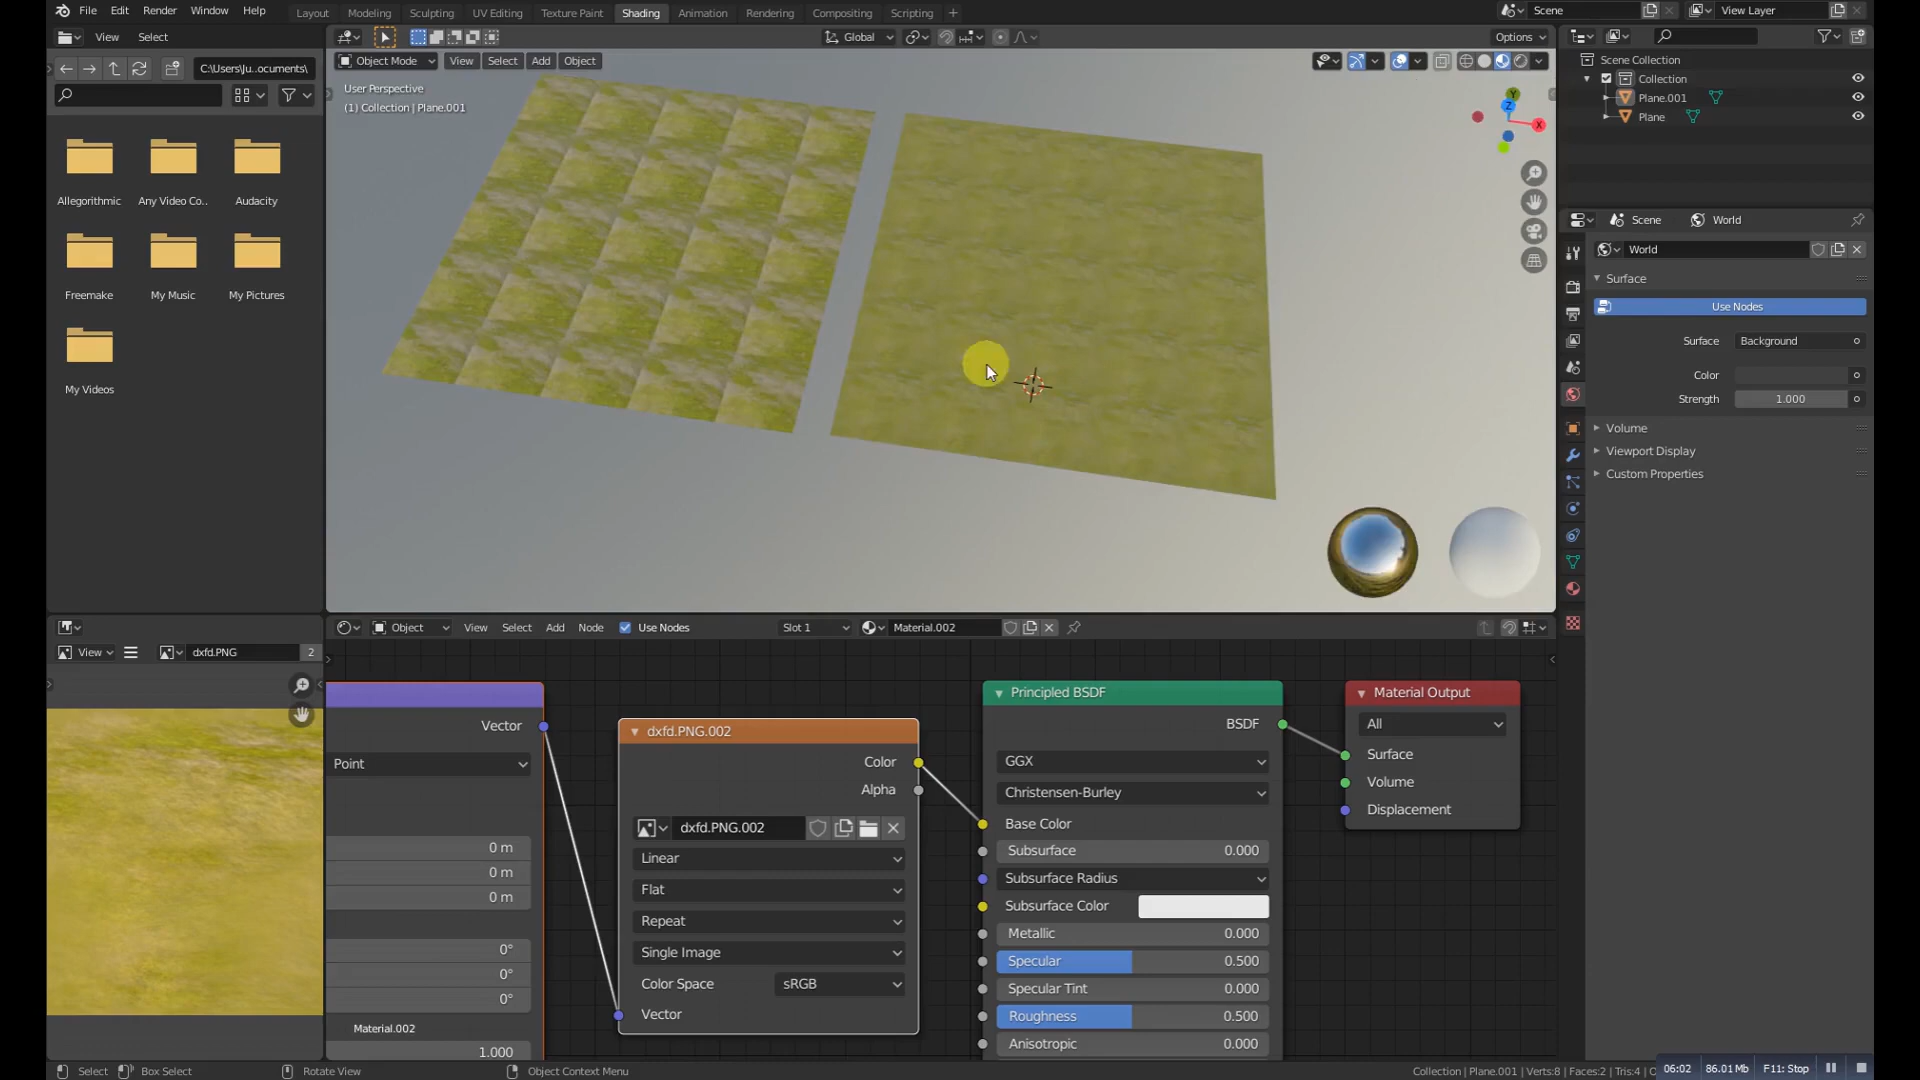 File Edit Render Window Help Layout Modeling Sculpting UV Editing Texture Paint Shading Animation Rendering Compositing Scripting + Scene View Layer
View Select Global Options
C:\Users\Ju..ocuments\ Object Mode View Select Add Object
User Perspective
(1) Collection | Plane.001
Scene Collection
Collection
Plane.001
Plane
Y
Z
X
Allegorithmic Any Video Co.. Audacity
Freemake My Music My Pictures
My Videos
Scene World
World
Surface
Use Nodes
Surface Background
Color
Strength 1.000
Volume
Viewport Display
Custom Properties
Object View Select Add Node Use Nodes Slot 1 Material.002
View dxfd.PNG 2
Vector
Point
0 m
0 m
0 m
0°
0°
0°
Material.002
1.000
dxfd.PNG.002
Color
Alpha
dxfd.PNG.002
Linear
Flat
Repeat
Single Image
Color Space sRGB
Vector
Principled BSDF
BSDF
GGX
Christensen-Burley
Base Color
Subsurface 0.000
Subsurface Radius
Subsurface Color
Metallic 0.000
Specular 0.500
Specular Tint 0.000
Roughness 0.500
Anisotropic 0.000
Material Output
All
Surface
Volume
Displacement
Select Box Select Rotate View Object Context Menu Collection | Plane.001 | Verts:8 | Faces:2 | Tris:4 | O
06:02 86.01 Mb F11: Stop